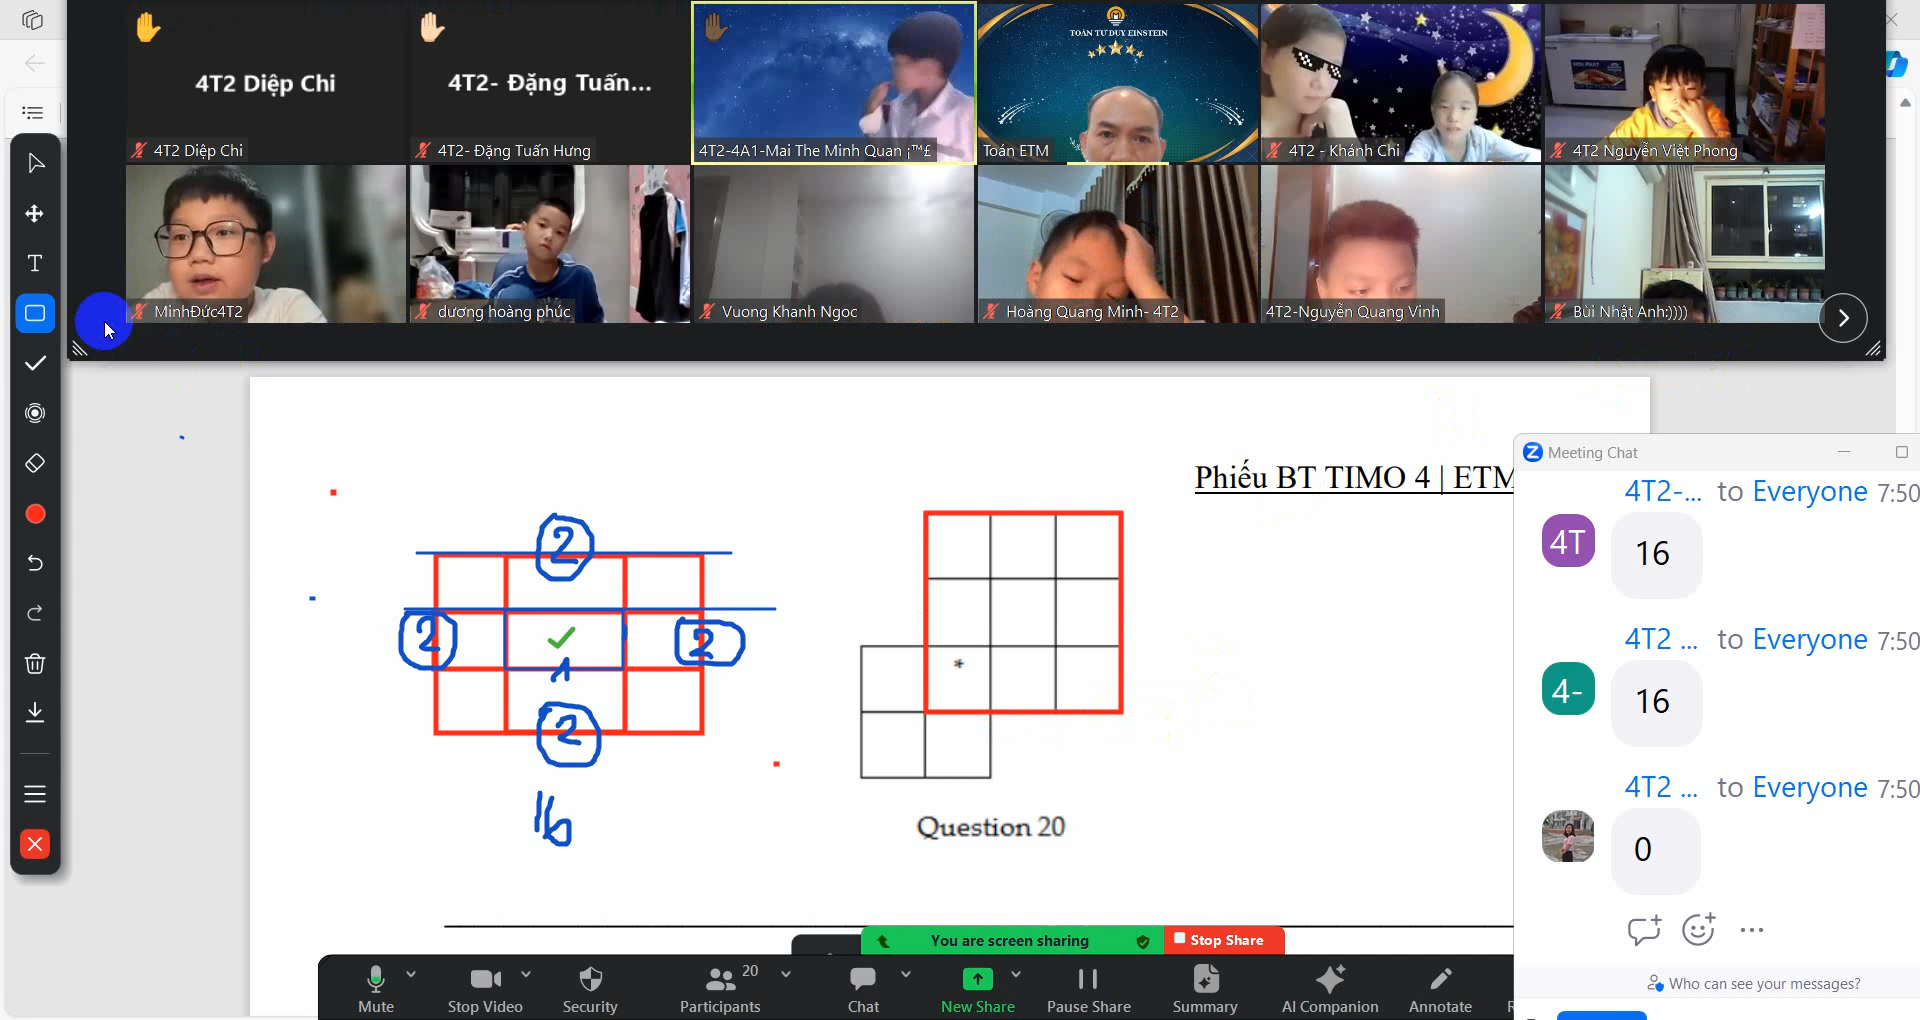 4T2 Diệp Chi
4T2- Đặng Tuấn...
TOÁN TƯ DUY EINSTEIN
4T2 Diệp Chi
4T2- Đặng Tuấn Hưng
4T2-4A1-Mai The Minh Quan ¡™£
Toán ETM
4T2 - Khánh Chi
4T2 Nguyễn Việt Phong
MinhĐức4T2
dương hoàng phúc
Vuong Khanh Ngoc
Hoàng Quang Minh- 4T2
4T2-Nguyễn Quang Vinh
Bùi Nhật Anh:))))
T
Phiếu BT TIMO 4 | ETM
2
2
2
1
2
16
*
Question 20
Meeting Chat
4T2-... to Everyone 7:50
4T
16
4T2 ... to Everyone 7:50
4-
16
4T2 ... to Everyone 7:50
0
Who can see your messages?
You are screen sharing
Stop Share
20
Mute
Stop Video
Security
Participants
Chat
New Share
Pause Share
Summary
AI Companion
Annotate